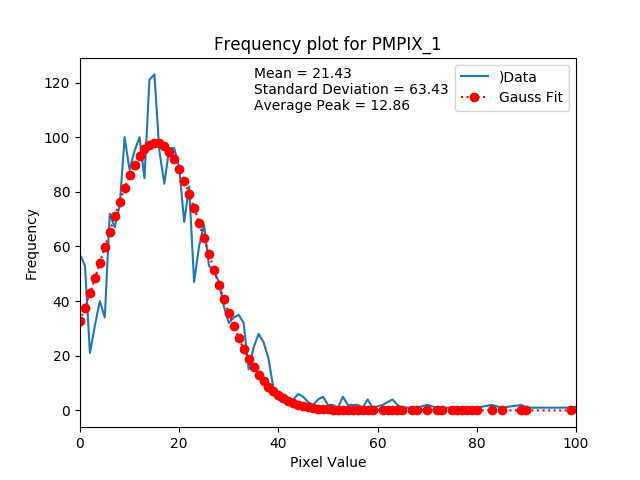 Frequency plot for PMPIX_1
Mean = 21.43
Standard Deviation = 63.43
Average Peak = 12.86
)Data
Gauss Fit
Frequency
120
100
80
60
40
20
0
0 20 40 60 80 100
Pixel Value